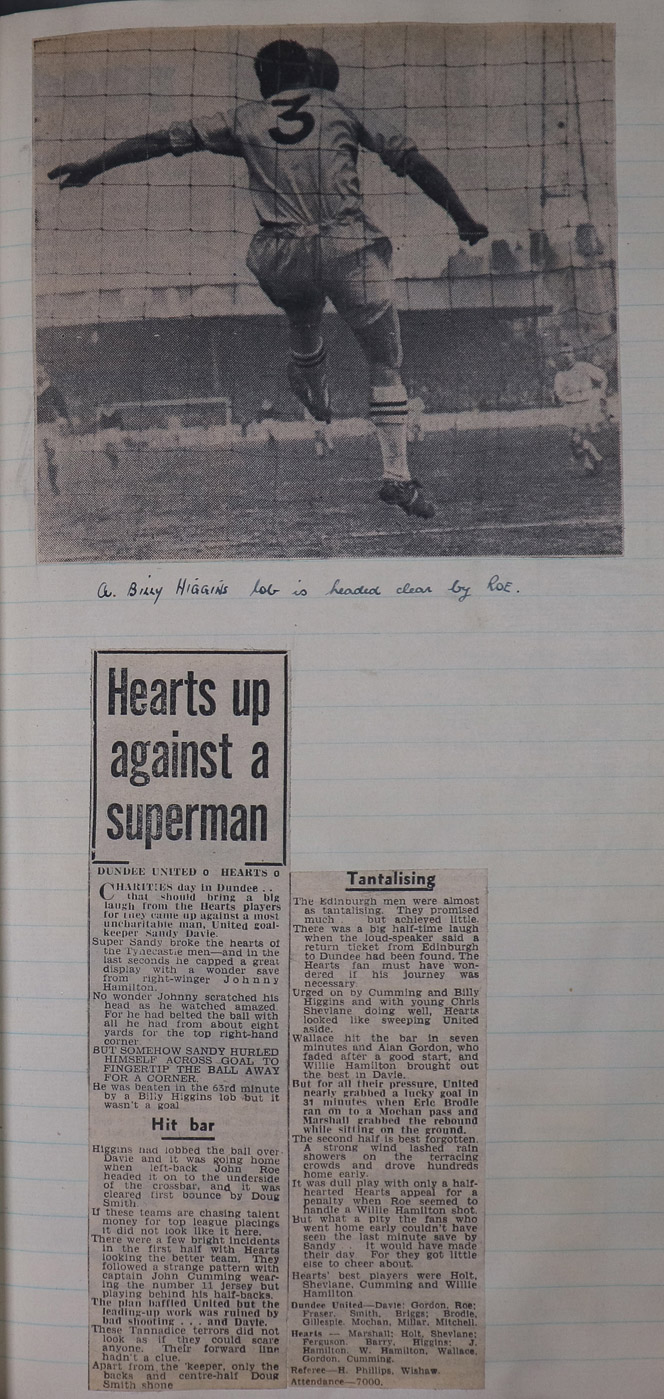 3
a. BILLY HIGGINS lob is headed clear by ROE.
Hearts up
against a
superman
DUNDEE UNITED 0 HEARTS 0
CHARITIES day in Dundee . .
that should bring a big
laugh from the Hearts players
for they came up against a most
uncharitable man, United goal-
keeper Sandy Davie.
Super Sandy broke the hearts of
the Tynecastle men—and in the
last seconds he capped a great
display with a wonder save
from right-winger Johnny
Hamilton.
No wonder Johnny scratched his
head as he watched amazed.
For he had belted the ball with
all he had from about eight
yards for the top right-hand
corner.
BUT SOMEHOW SANDY HURLED
HIMSELF ACROSS GOAL TO
FINGERTIP THE BALL AWAY
FOR A CORNER.
He was beaten in the 63rd minute
by a Billy Higgins lob but it
wasn't a goal
Hit bar
Higgins had lobbed the ball over
Davie and it was going home
when left-back John Roe
headed it on to the underside
of the crossbar, and it was
cleared first bounce by Doug
Smith
If these teams are chasing talent
money for top league placings
it did not look like it here.
There were a few bright incidents
in the first half with Hearts
looking the better team. They
followed a strange pattern with
captain John Cumming wear-
ing the number 11 jersey but
playing behind his half-backs.
The plan baffled United but the
leading-up work was ruined by
bad shooting . . . and Davie.
These Tannadice terrors did not
look as if they could scare
anyone. Their forward line
hadn't a clue.
Apart from the 'keeper, only the
backs and centre-half Doug
Smith shone
Tantalising
The Edinburgh men were almost
as tantalising. They promised
much but achieved little.
There was a big half-time laugh
when the loud-speaker said a
return ticket from Edinburgh
to Dundee had been found. The
Hearts fan must have won-
dered if his journey was
necessary
Urged on by Cumming and Billy
Higgins and with young Chris
Shevlane doing well, Hearts
looked like sweeping United
aside.
Wallace hit the bar in seven
minutes and Alan Gordon, who
faded after a good start, and
Willie Hamilton brought out
the best in Davie.
But for all their pressure, United
nearly grabbed a lucky goal in
31 minutes when Eric Brodie
ran on to a Mochan pass and
Marshall grabbed the rebound
while sitting on the ground.
The second half is best forgotten.
A strong wind lashed rain
showers on the terracing
crowds and drove hundreds
home early.
It was dull play with only a half-
hearted Hearts appeal for a
penalty when Roe seemed to
handle a Willie Hamilton shot.
But what a pity the fans who
went home early couldn't have
seen the last minute save by
Sandy It would have made
their day For they got little
else to cheer about.
Hearts' best players were Holt,
Shevlane, Cumming and Willie
Hamilton
Dundee United—Davie: Gordon, Roe;
Fraser, Smith, Briggs; Brodie,
Gillespie, Mochan, Millar, Mitchell.
Hearts — Marshall: Holt, Shevlane;
Ferguson, Barry, Higgins; J.
Hamilton, W. Hamilton, Wallace,
Gordon, Cumming.
Referee—H. Phillips, Wishaw.
Attendance—7000.